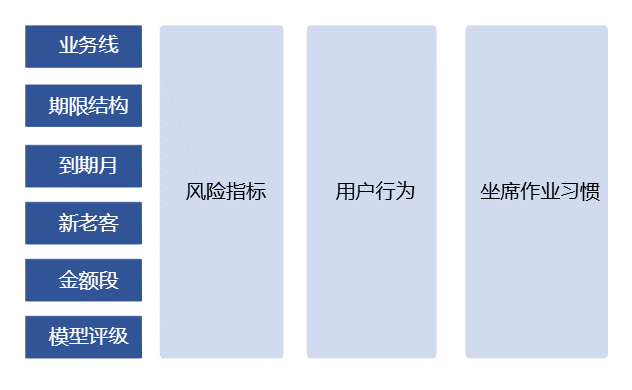 业务线
期限结构
到期月
新老客
金额段
模型评级
风险指标
用户行为
坐席作业习惯